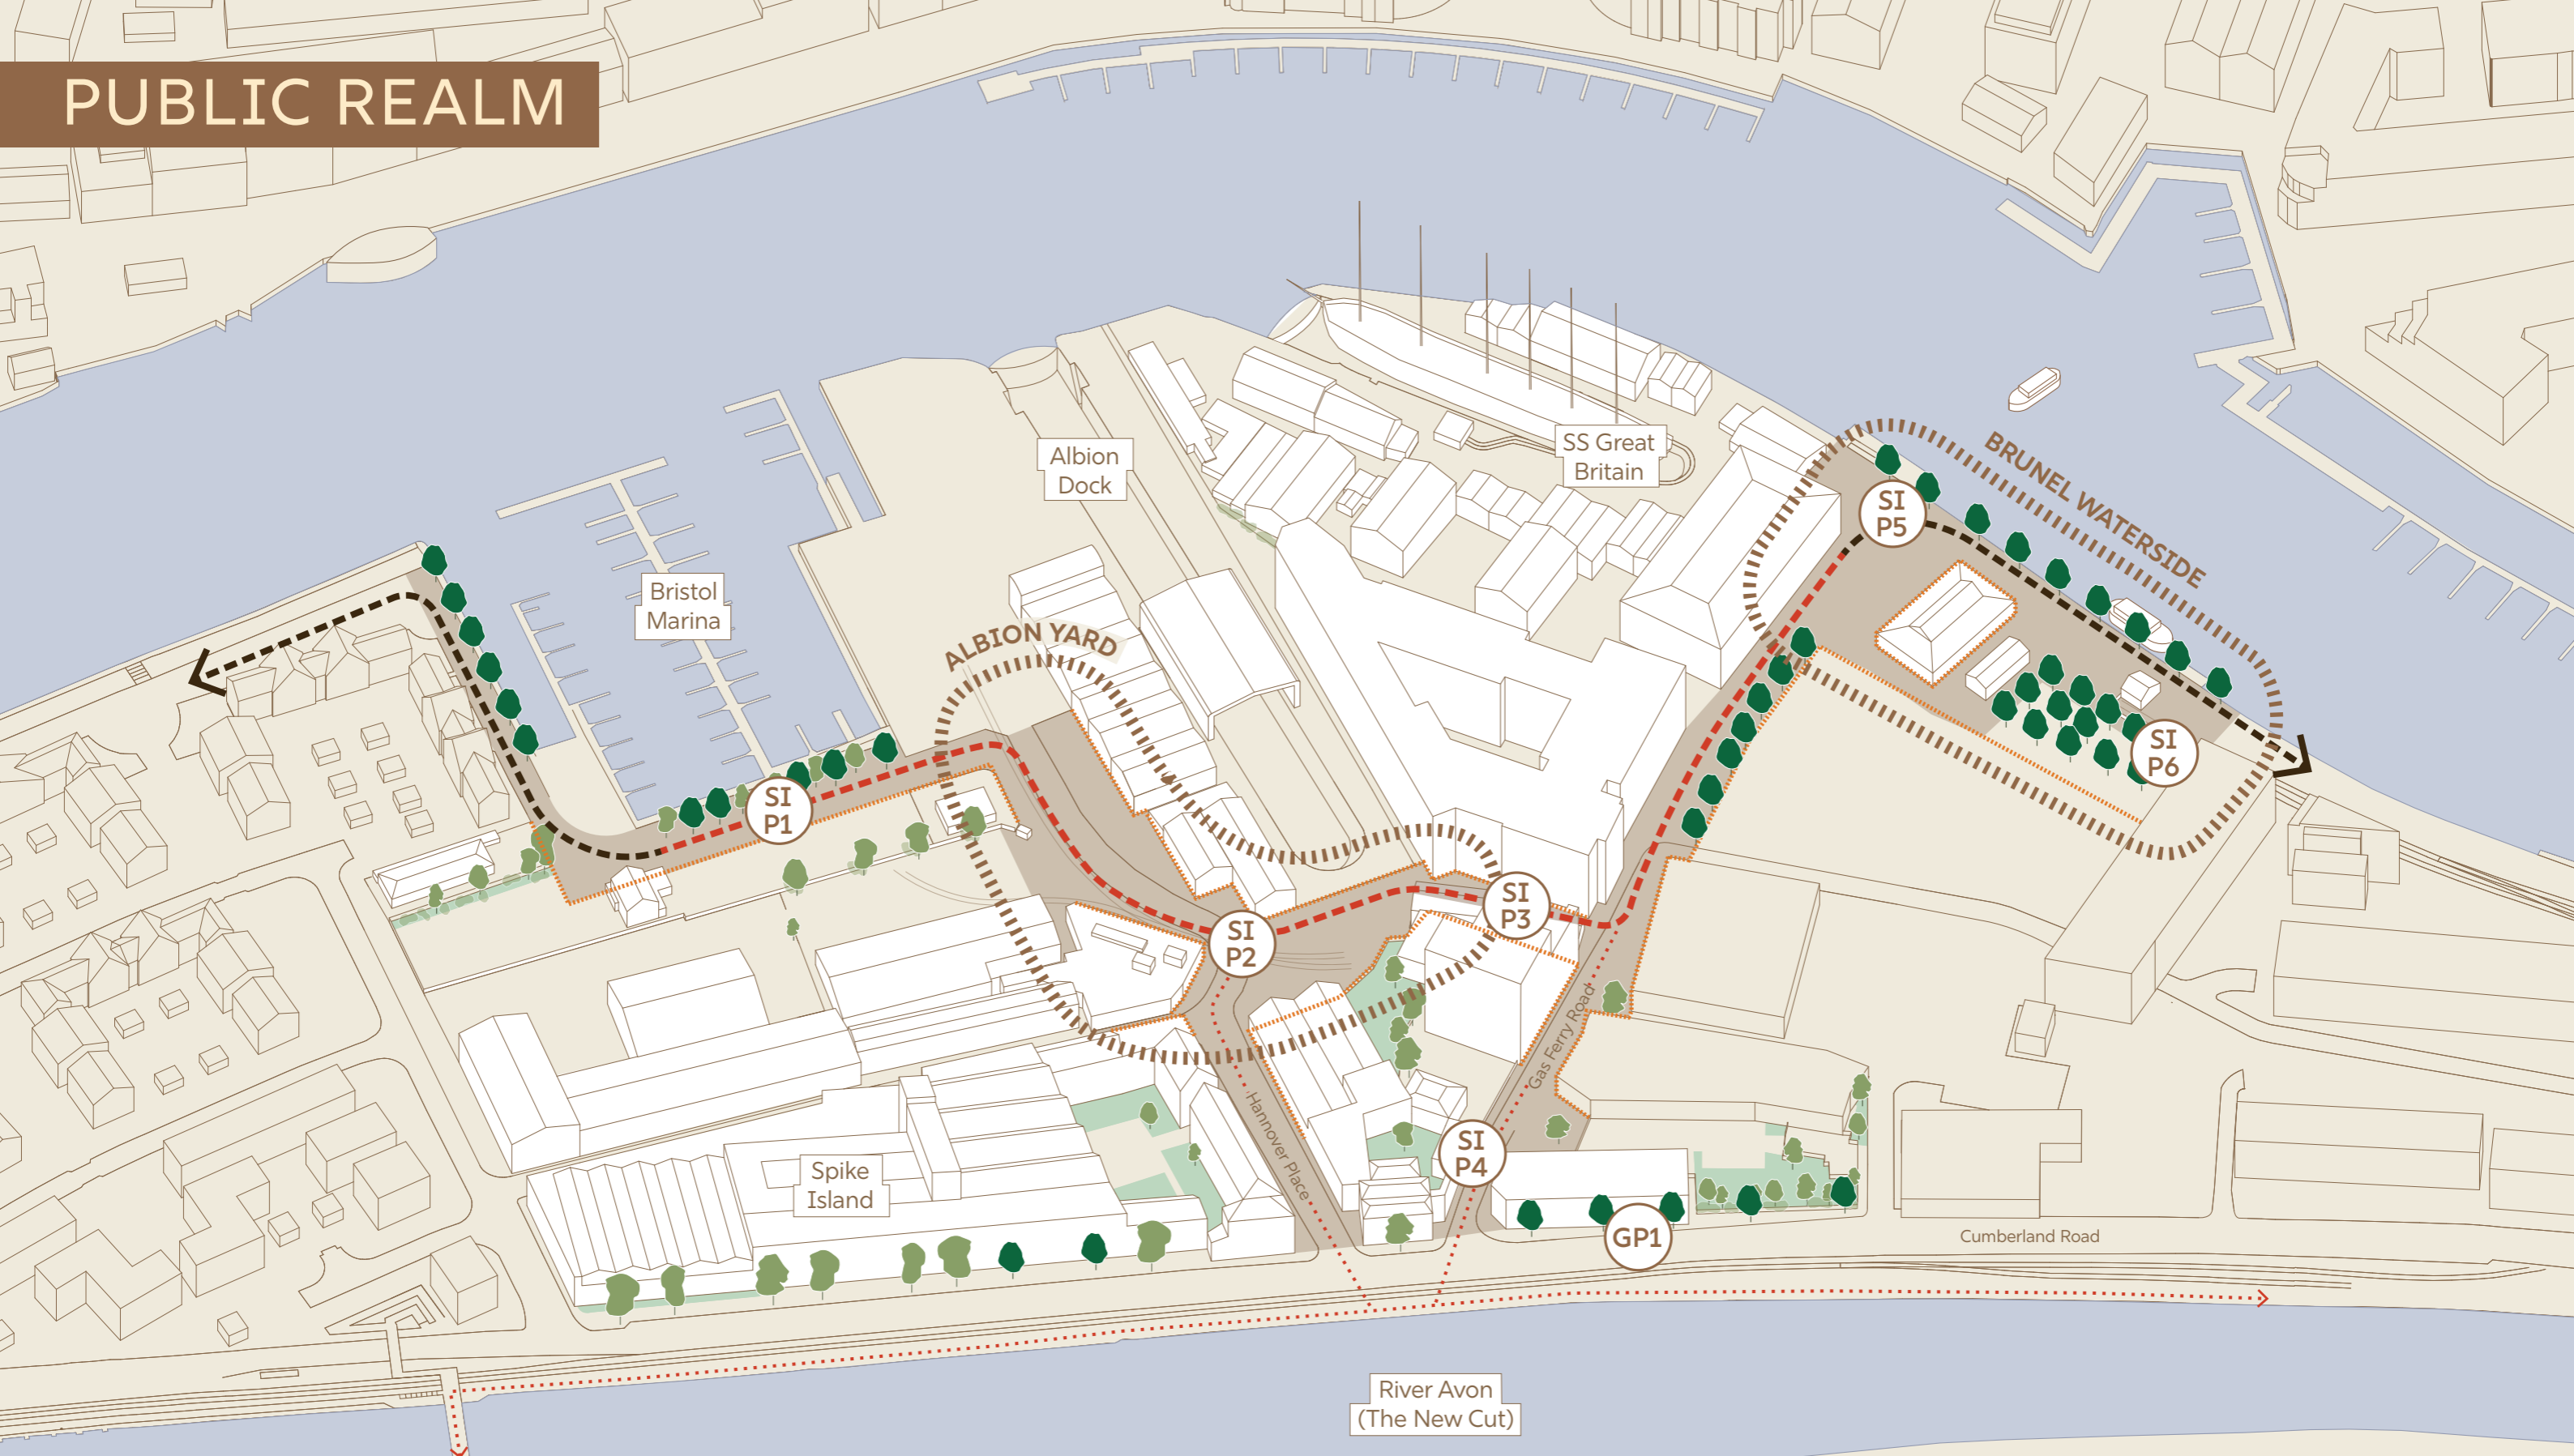 PUBLIC REALM
Albion
Dock
SS Great
Britain
BRUNEL WATERSIDE
SI
P5
Bristol
Marina
ALBION YARD
SI
P6
SI
P1
SI
P3
SI
P2
Gas Ferry Road
Hannover Place
SI
P4
Spike
Island
GP1
Cumberland Road
River Avon
(The New Cut)